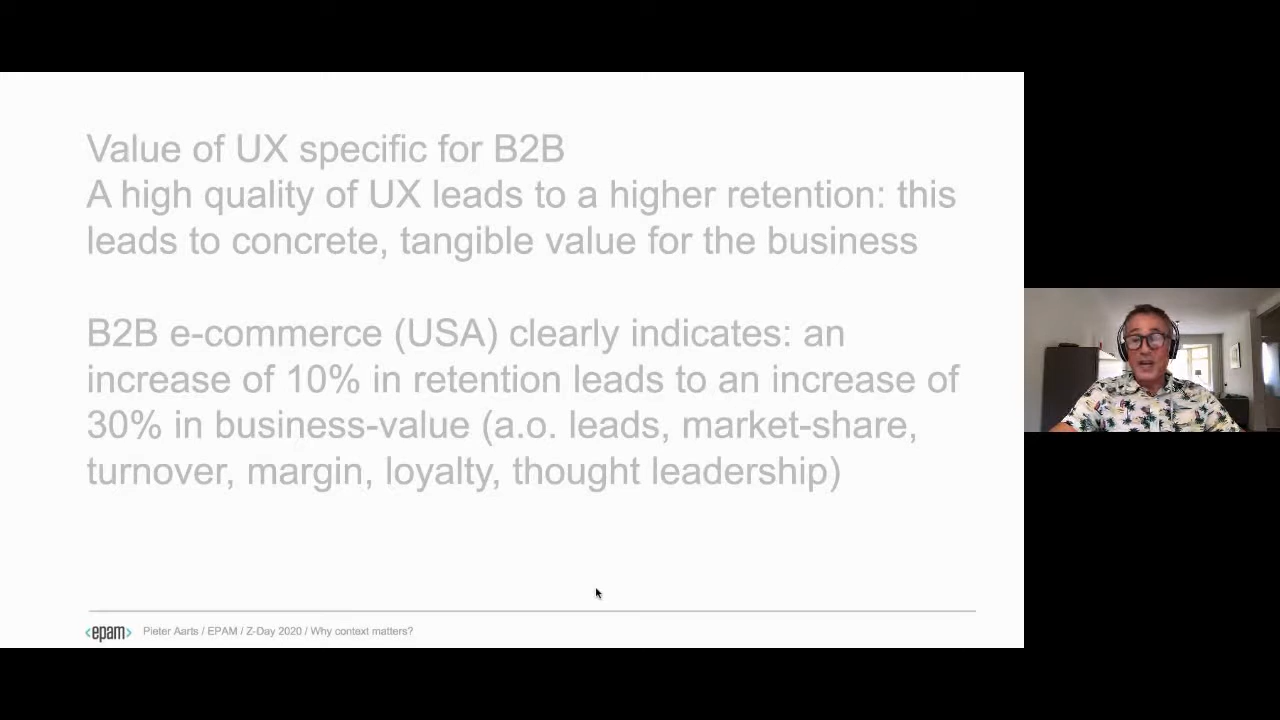 Value of UX specific for B2B
A high quality of UX leads to a higher retention: this
leads to concrete, tangible value for the business
B2B e-commerce (USA) clearly indicates: an
increase of 10% in retention leads to an increase of
30% in business-value (a.o. leads, market-share,
turnover, margin, loyalty, thought leadership)
<epam> Pieter Aarts / EPAM / Z-Day 2020 / Why context matters?